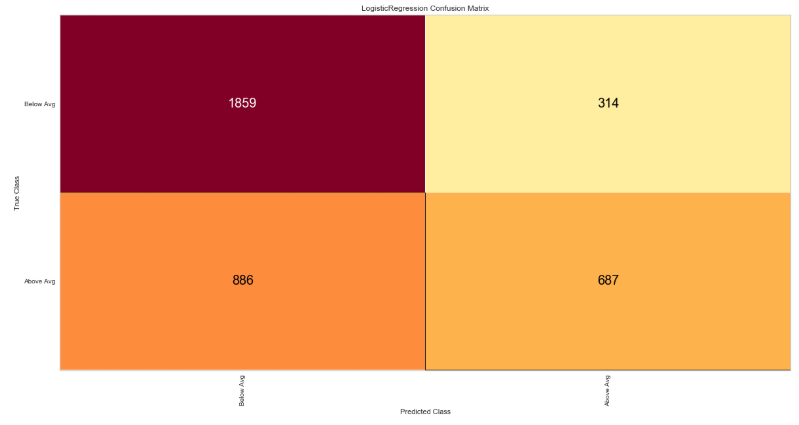 LogisticRegression Confusion Matrix
Below Avg
1859
314
True Class
Above Avg
886
687
Below Avg
Above Avg
Predicted Class